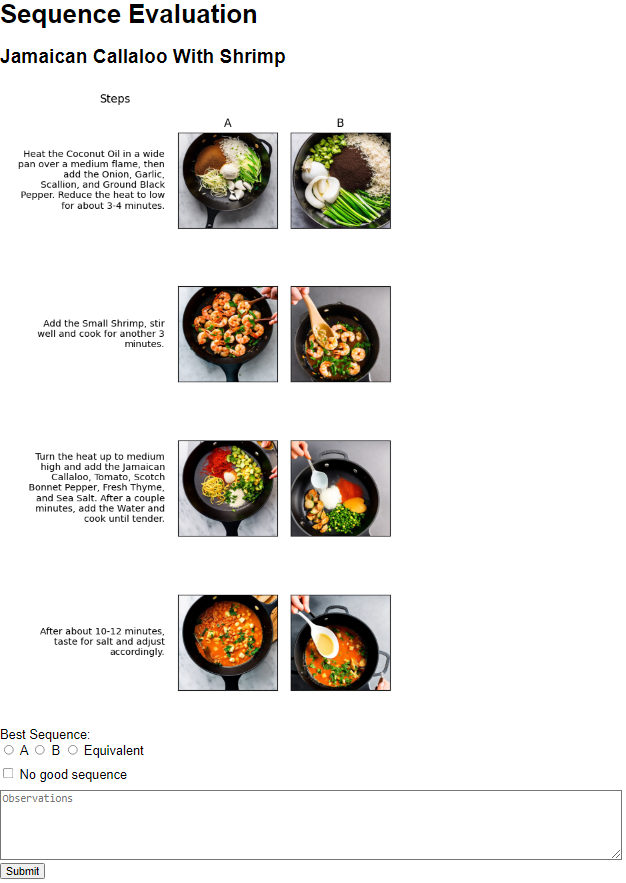 Sequence Evaluation
Jamaican Callaloo With Shrimp
Steps
A
B
Heat the Coconut Oil in a wide
pan over a medium flame, then
add the Onion, Garlic,
Scallion, and Ground Black
Pepper. Reduce the heat to low
for about 3-4 minutes.
Add the Small Shrimp, stir
well and cook for another 3
minutes.
Turn the heat up to medium
high and add the Jamaican
Callaloo, Tomato, Scotch
Bonnet Pepper, Fresh Thyme,
and Sea Salt. After a couple
minutes, add the Water and
cook until tender.
After about 10-12 minutes,
taste for salt and adjust
accordingly.
Best Sequence:
A B Equivalent
No good sequence
Observations
Submit